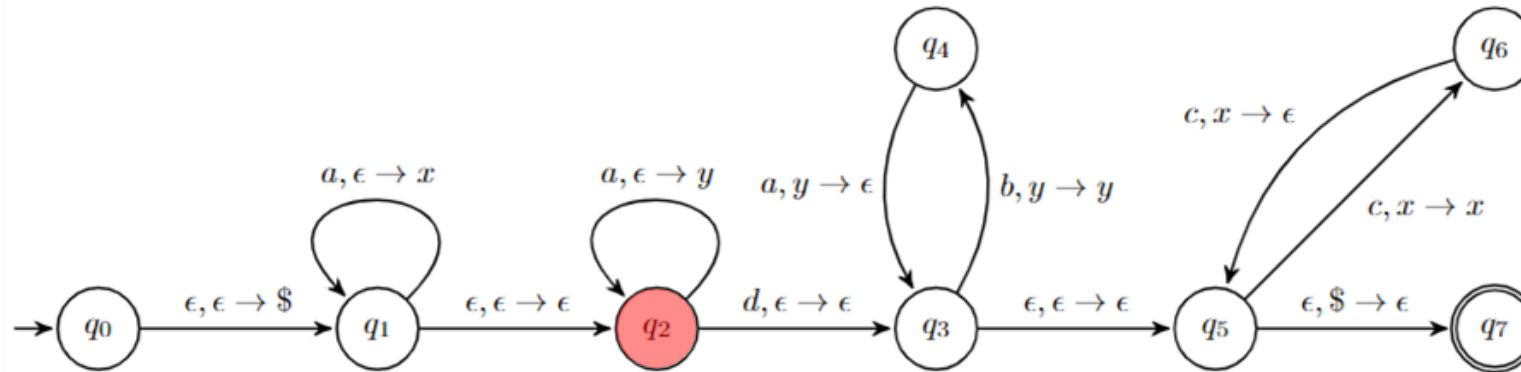 q4
q6
c, x → ϵ
a, ϵ → x
a, ϵ → y
a, y → ϵ
b, y → y
c, x → x
q0
ϵ, ϵ → $
q1
ϵ, ϵ → ϵ
q2
d, ϵ → ϵ
q3
ϵ, ϵ → ϵ
q5
ϵ, $ → ϵ
q7